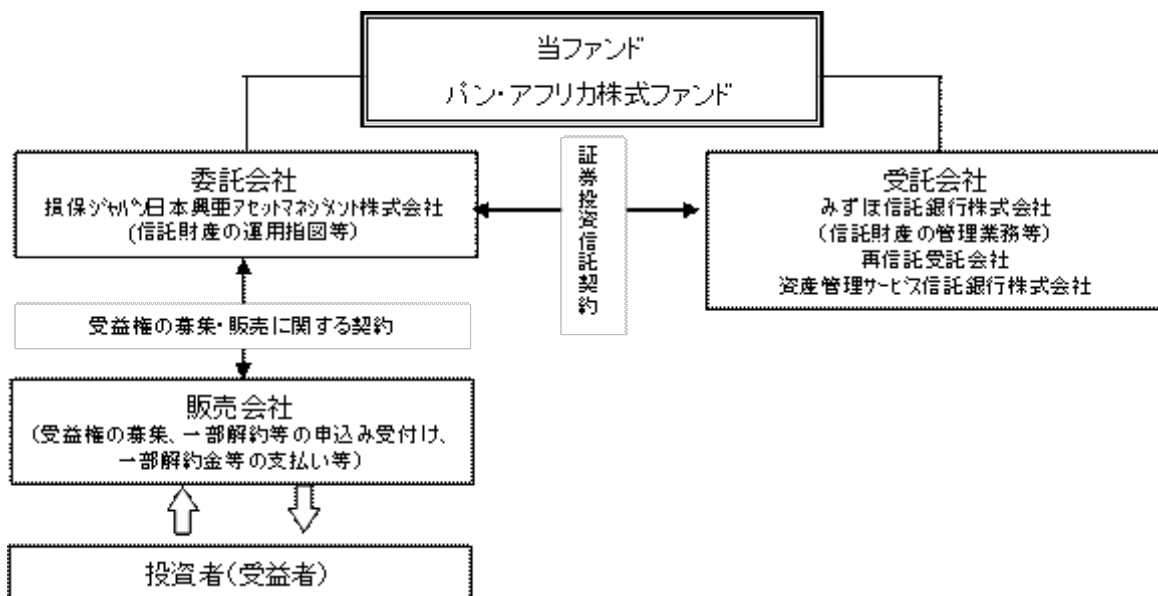 当ファンド
パン・アフリカ株式ファンド
委託会社
損保ｼﾞｬﾊﾟﾝ日本興亜ｱｾｯﾄﾏﾈｼﾞﾒﾝﾄ株式会社
(信託財産の運用指図等)
証券投資信託契約
受託会社
みずほ信託銀行株式会社
(信託財産の管理業務等)
再信託受託会社
資産管理ｻｰﾋﾞｽ信託銀行株式会社
受益権の募集・販売に関する契約
販売会社
(受益権の募集、一部解約等の申込み受付け、
一部解約金等の支払い等)
投資者(受益者)